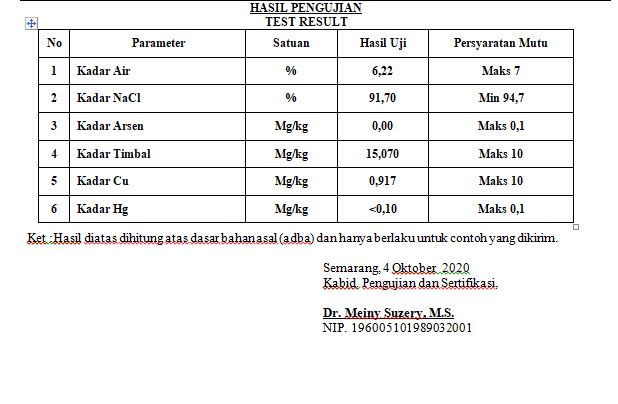 HASIL PENGUJIAN
TEST RESULT
No Parameter Satuan Hasil Uji Persyaratan Mutu
1 Kadar Air % 6,22 Maks 7
2 Kadar NaCl % 91,70 Min 94,7
3 Kadar Arsen Mg/kg 0,00 Maks 0,1
4 Kadar Timbal Mg/kg 15,070 Maks 10
5 Kadar Cu Mg/kg 0,917 Maks 10
6 Kadar Hg Mg/kg <0,10 Maks 0,1
Ket : Hasil diatas dihitung atas dasar bahan asal (adba) dan hanya berlaku untuk contoh yang dikirim.
Semarang, 4 Oktober 2020
Kabid. Pengujian dan Sertifikasi.
Dr. Meiny Suzery, M.S.
NIP. 196005101989032001